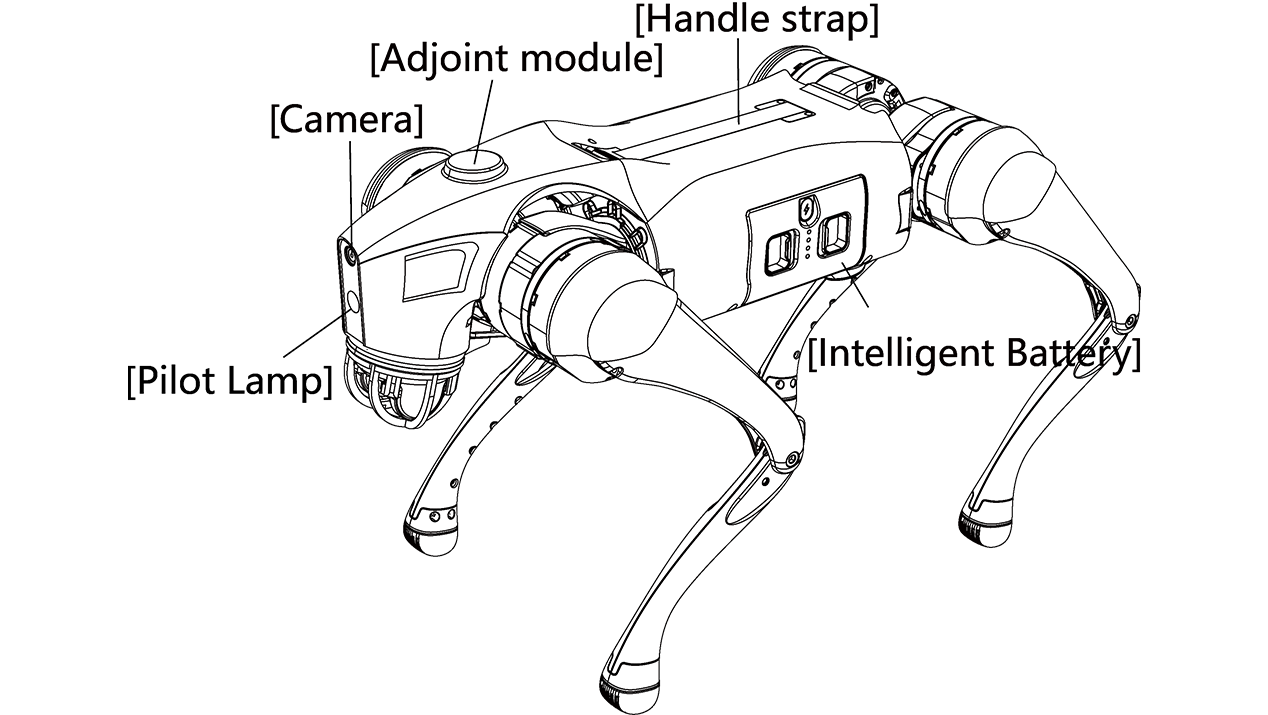 [Handle strap]
[Adjoint module]
[Camera]
[Intelligent Battery]
[Pilot Lamp]